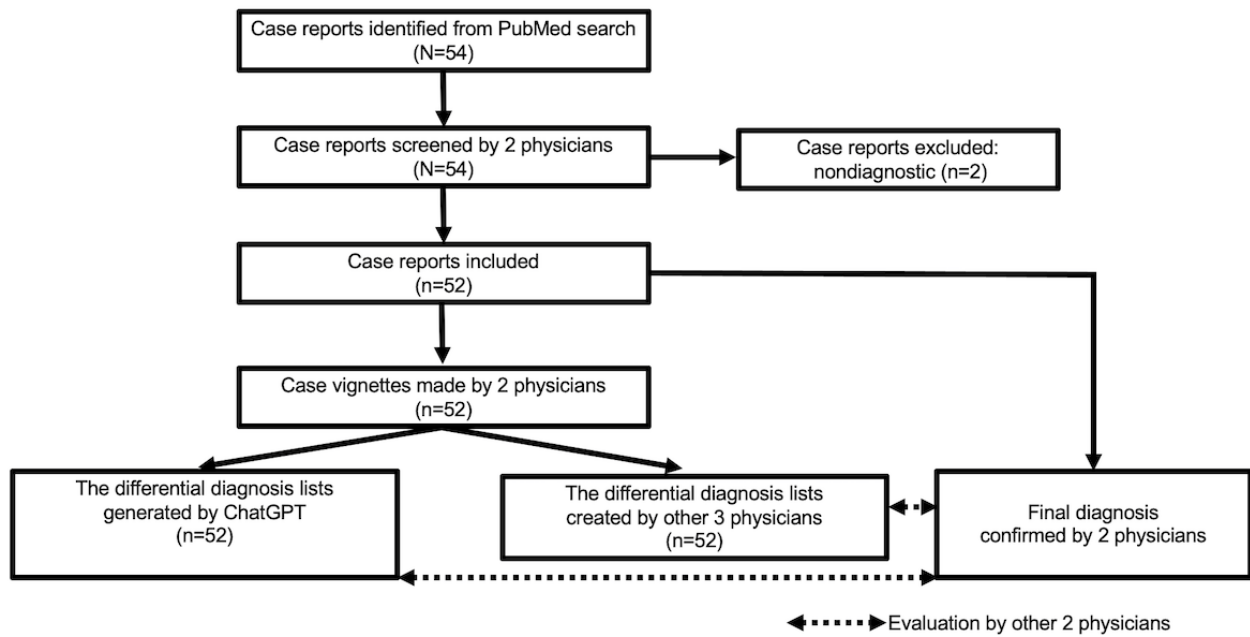 Case reports identified from PubMed search
(N=54)
Case reports screened by 2 physicians
(N=54)
Case reports excluded:
nondiagnostic (n=2)
Case reports included
(n=52)
Case vignettes made by 2 physicians
(n=52)
The differential diagnosis lists
generated by ChatGPT
(n=52)
The differential diagnosis lists
created by other 3 physicians
(n=52)
Final diagnosis
confirmed by 2 physicians
Evaluation by other 2 physicians